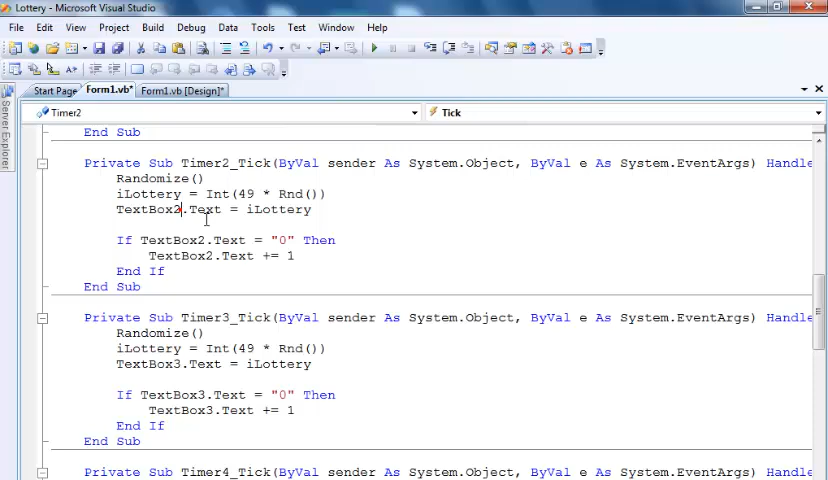 Lottery - Microsoft Visual Studio
File Edit View Project Build Debug Data Tools Test Window Help
Start Page Form1.vb* Form1.vb [Design]*
Server Explorer
Timer2 Tick
End Sub
Private Sub Timer2_Tick(ByVal sender As System.Object, ByVal e As System.EventArgs) Handle
Randomize()
iLottery = Int(49 * Rnd())
TextBox2.Text = iLottery
If TextBox2.Text = "0" Then
TextBox2.Text += 1
End If
End Sub
Private Sub Timer3_Tick(ByVal sender As System.Object, ByVal e As System.EventArgs) Handle
Randomize()
iLottery = Int(49 * Rnd())
TextBox3.Text = iLottery
If TextBox3.Text = "0" Then
TextBox3.Text += 1
End If
End Sub
Private Sub Timer4_Tick(ByVal sender As System.Object, ByVal e As System.EventArgs) Handle